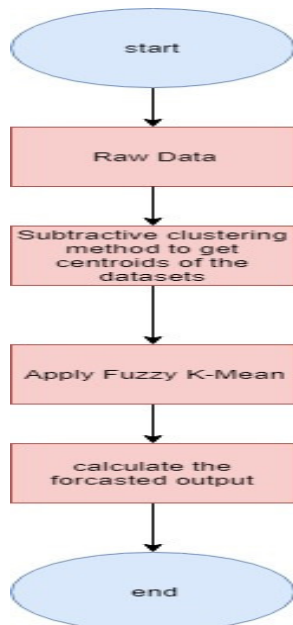 start
Raw Data
Subtractive clustering
method to get
centroids of the
datasets
Apply Fuzzy K-Mean
calculate the
forcasted output
end